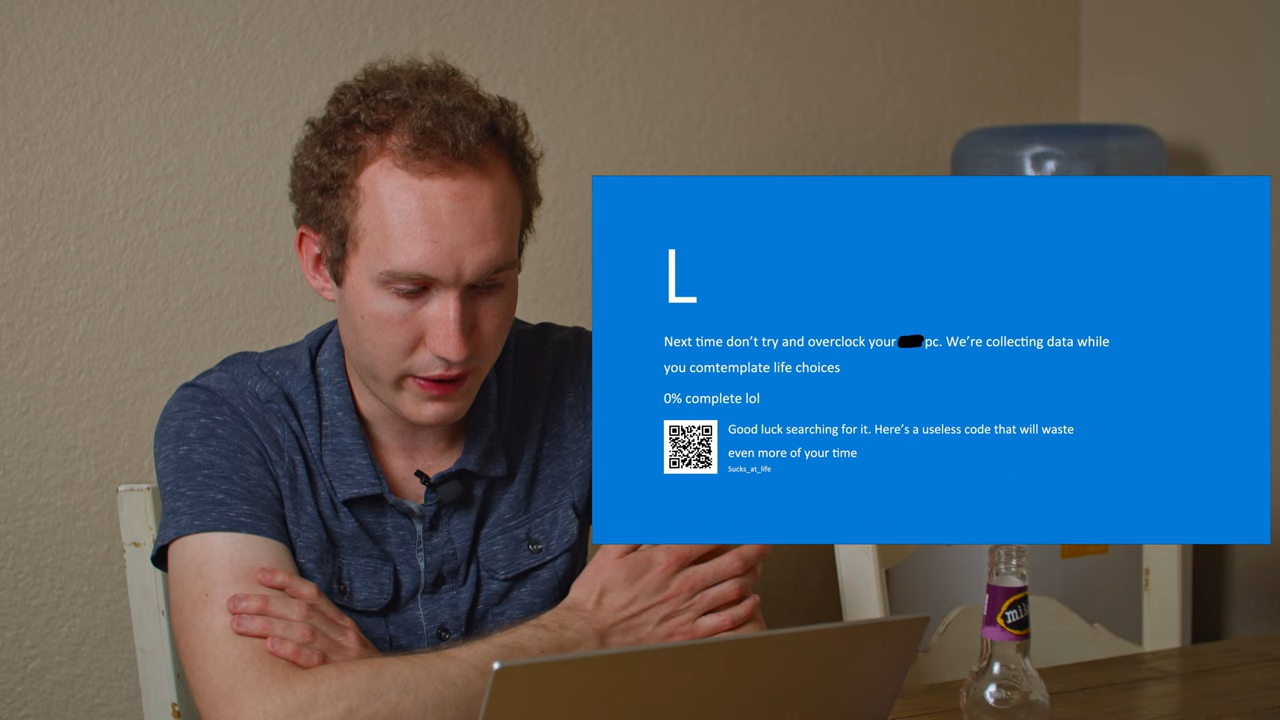 L
Next time don't try and overclock your pc. We're collecting data while
you comtemplate life choices
0% complete lol
Good luck searching for it. Here's a useless code that will waste
even more of your time
Sucks_at_life
mik